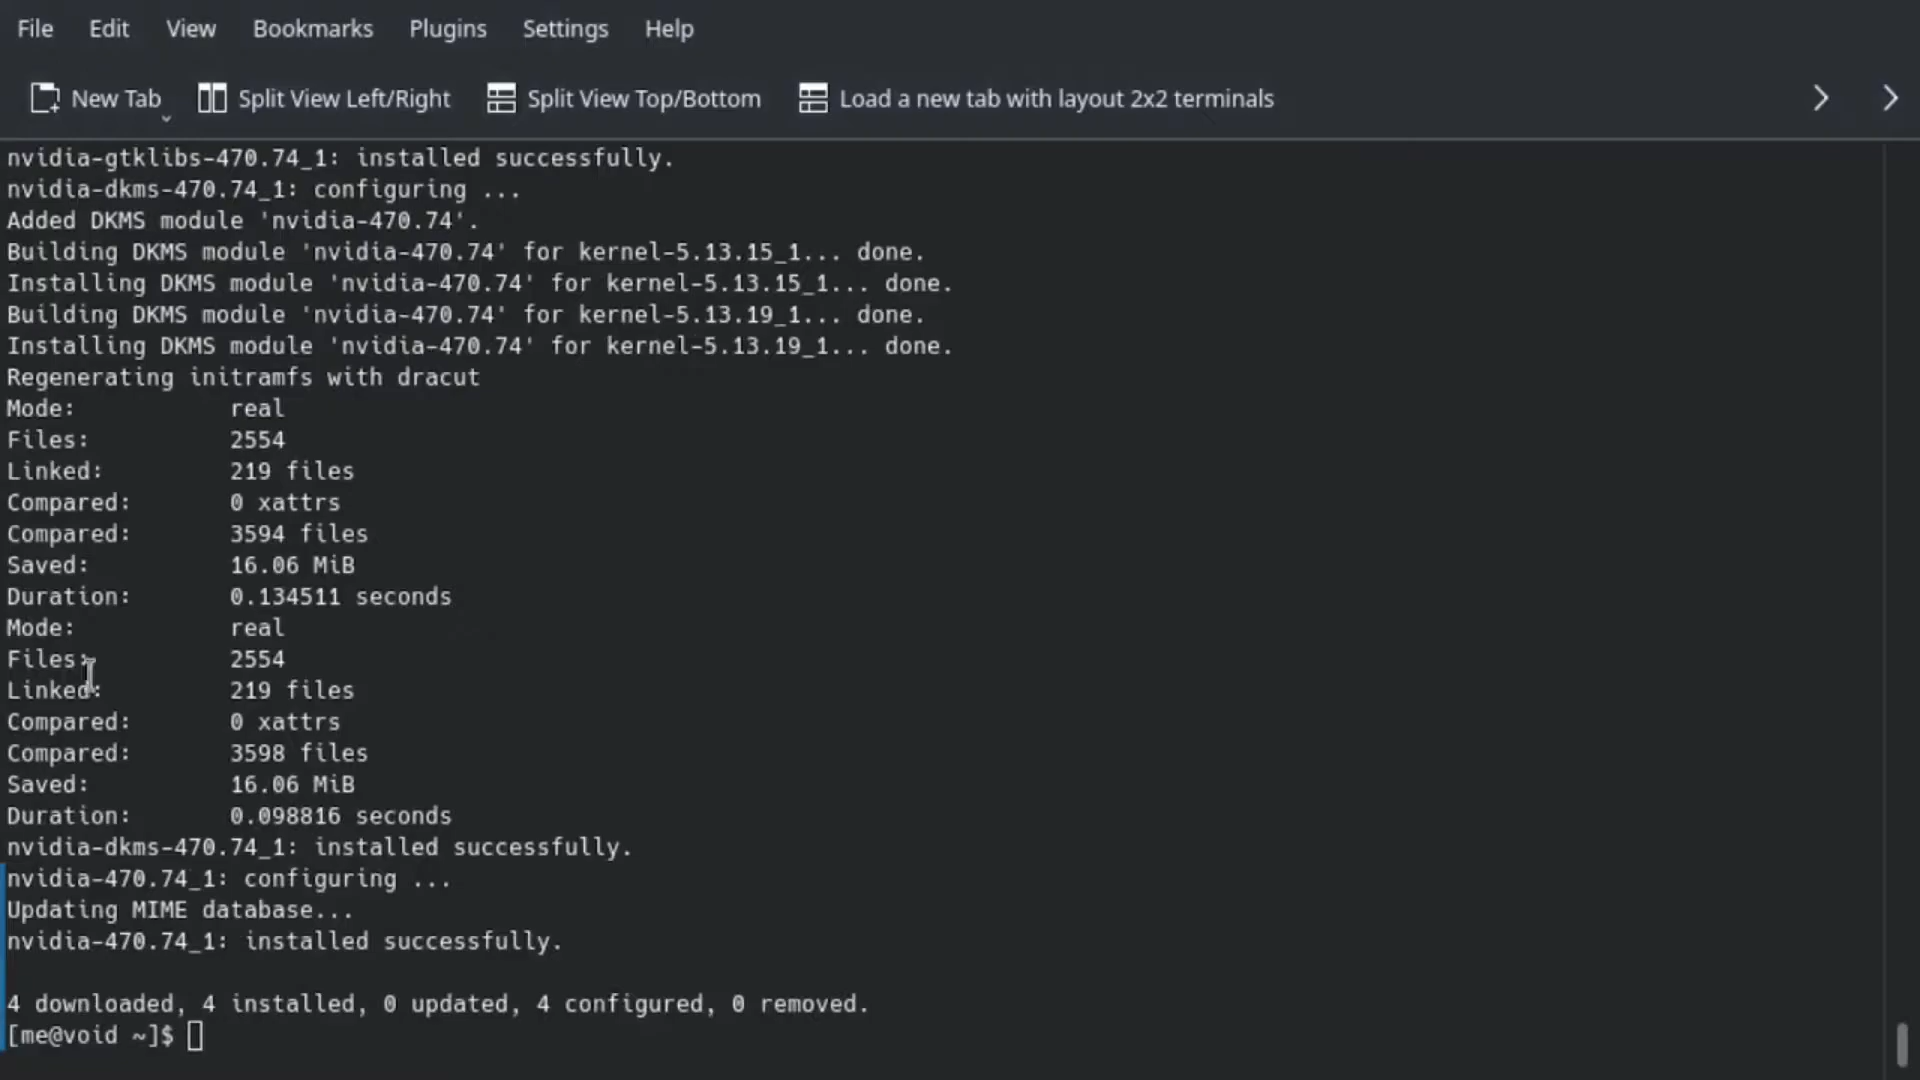 File Edit View Bookmarks Plugins Settings Help
New Tab Split View Left/Right Split View Top/Bottom Load a new tab with layout 2x2 terminals
nvidia-gtklibs-470.74_1: installed successfully.
nvidia-dkms-470.74_1: configuring ...
Added DKMS module 'nvidia-470.74'.
Building DKMS module 'nvidia-470.74' for kernel-5.13.15_1... done.
Installing DKMS module 'nvidia-470.74' for kernel-5.13.15_1... done.
Building DKMS module 'nvidia-470.74' for kernel-5.13.19_1... done.
Installing DKMS module 'nvidia-470.74' for kernel-5.13.19_1... done.
Regenerating initramfs with dracut
Mode: real
Files: 2554
Linked: 219 files
Compared: 0 xattrs
Compared: 3594 files
Saved: 16.06 MiB
Duration: 0.134511 seconds
Mode: real
Files: 2554
Linked: 219 files
Compared: 0 xattrs
Compared: 3598 files
Saved: 16.06 MiB
Duration: 0.098816 seconds
nvidia-dkms-470.74_1: installed successfully.
nvidia-470.74_1: configuring ...
Updating MIME database...
nvidia-470.74_1: installed successfully.
4 downloaded, 4 installed, 0 updated, 4 configured, 0 removed.
[me@void ~]$